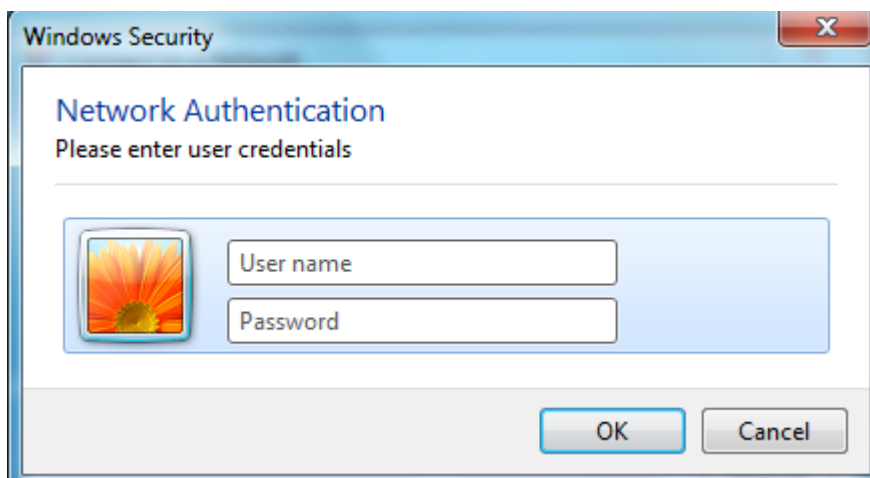 Windows Security
Network Authentication
Please enter user credentials
User name
Password
OK
Cancel